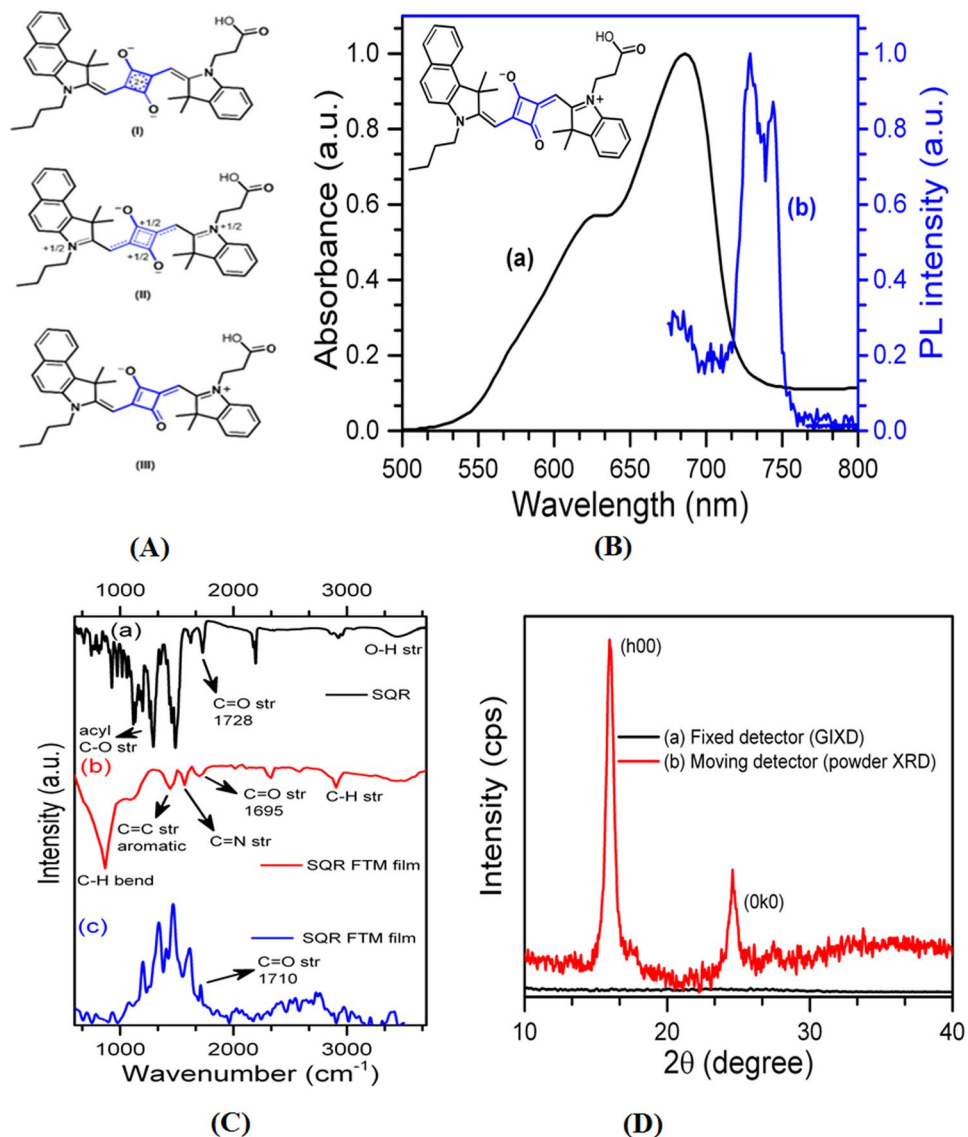 HO
O
O⁻
N
N
2+
O⁻
(I)
HO
O
⁻O
+1/2
N
+1/2
N
+1/2
+1/2
O⁻
(II)
HO
O
⁻O
N
+
N
O
(III)
(A)
HO
O
⁻O
N
+
N
O
(a)
(b)
Absorbance (a.u.)
1.0
0.8
0.6
0.4
0.2
0.0
PL intensity (a.u.)
1.0
0.8
0.6
0.4
0.2
0.0
500 550 600 650 700 750 800
Wavelength (nm)
(B)
1000 2000 3000
(a)
O-H str
SQR
C=O str
1728
acyl
C-O str
(b)
C=O str
1695
C-H str
C=C str
aromatic
C=N str
SQR FTM film
C-H bend
(c)
SQR FTM film
C=O str
1710
Intensity (a.u.)
1000 2000 3000
Wavenumber (cm⁻¹)
(C)
(h00)
(a) Fixed detector (GIXD)
(b) Moving detector (powder XRD)
(0k0)
Intensity (cps)
10 20 30 40
2θ (degree)
(D)